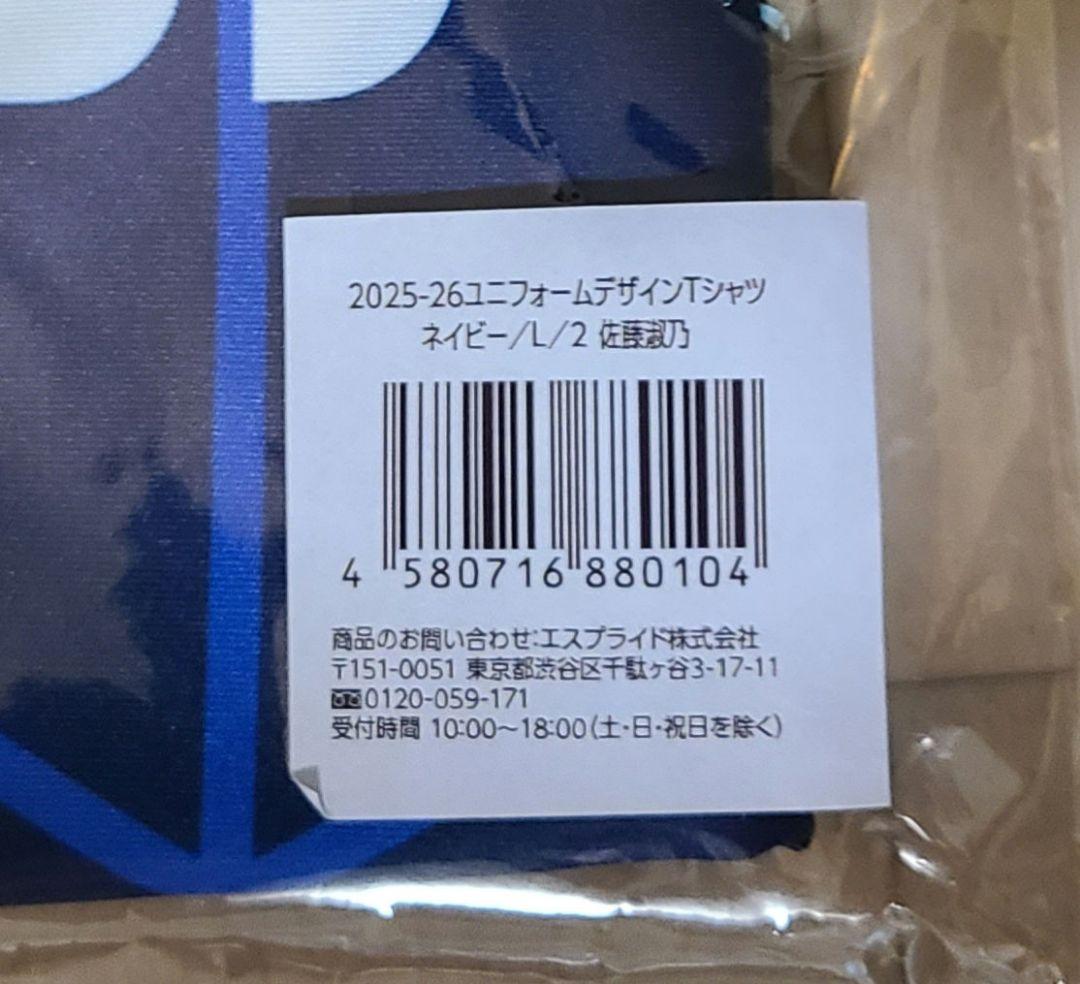 2025-26ユニフォームデザインTシャツ
ネイビー/L/2 佐藤淑乃
4 580716 880104
商品のお問い合わせ:エスプライド株式会社
〒151-0051 東京都渋谷区千駄ヶ谷3-17-11
0120-059-171
受付時間 10:00～18:00(土・日・祝日を除く)